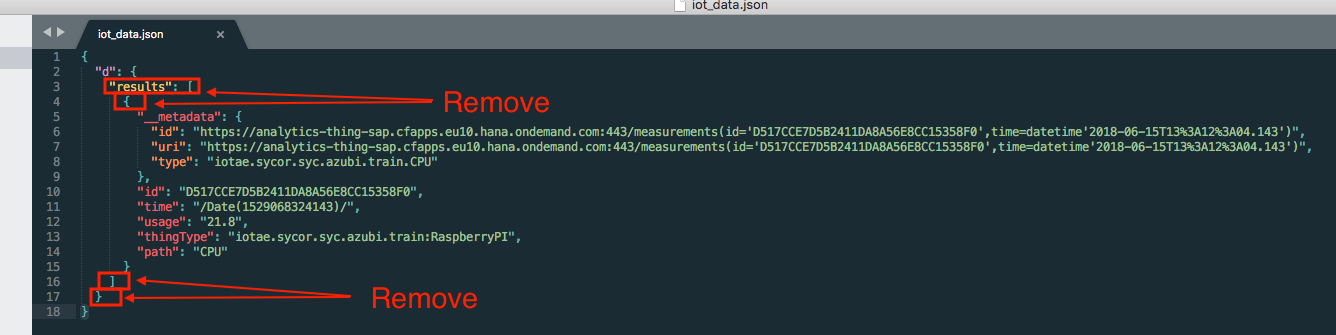 iot_data.json
iot_data.json ×
1 {
2 "d": {
3 "results": [
4 {
Remove
5 "__metadata": {
6 "id": "https://analytics-thing-sap.cfapps.eu10.hana.ondemand.com:443/measurements(id='D517CCE7D5B2411DA8A56E8CC15358F0',time=datetime'2018-06-15T13%3A12%3A04.143')",
7 "uri": "https://analytics-thing-sap.cfapps.eu10.hana.ondemand.com:443/measurements(id='D517CCE7D5B2411DA8A56E8CC15358F0',time=datetime'2018-06-15T13%3A12%3A04.143')",
8 "type": "iotae.sycor.syc.azubi.train.CPU"
9 },
10 "id": "D517CCE7D5B2411DA8A56E8CC15358F0",
11 "time": "/Date(1529068324143)/",
12 "usage": "21.8",
13 "thingType": "iotae.sycor.syc.azubi.train:RaspberryPI",
14 "path": "CPU"
15 }
16 ]
17 }
Remove
18 }